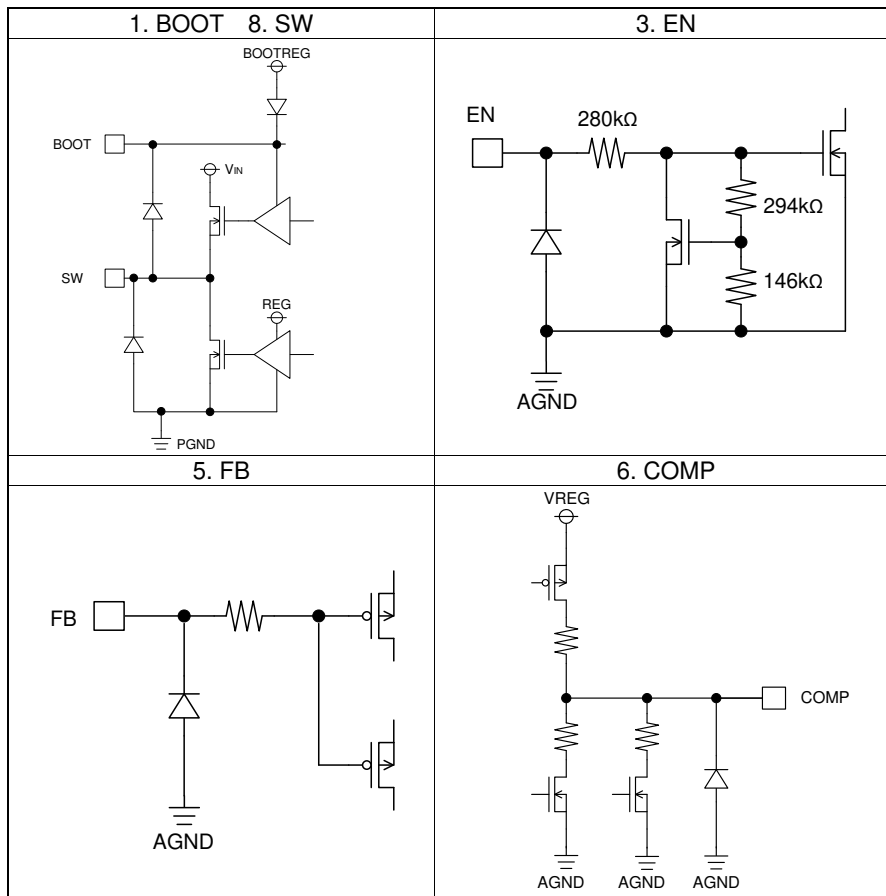 1. BOOT 8. SW
3. EN
BOOTREG
BOOT
VIN
SW
REG
PGND
EN
280kΩ
294kΩ
146kΩ
AGND
5. FB
6. COMP
FB
AGND
VREG
COMP
AGND AGND AGND